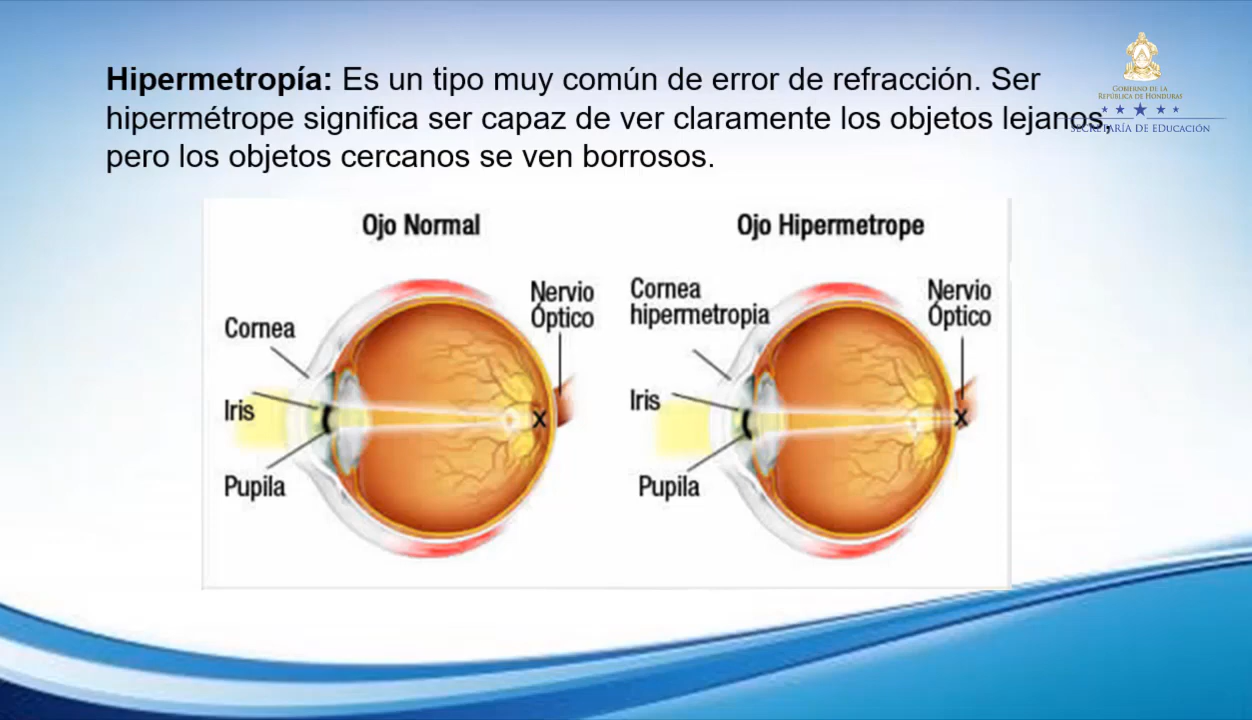 Hipermetropía: Es un tipo muy común de error de refracción. Ser
hipermétrope significa ser capaz de ver claramente los objetos lejanos,
pero los objetos cercanos se ven borrosos.
GOBIERNO DE LA
REPÚBLICA DE HONDURAS
SECRETARÍA DE EDUCACIÓN
Ojo Normal
Cornea
Iris
Pupila
Nervio
Óptico
X
Ojo Hipermetrope
Cornea
hipermetropia
Iris
Pupila
Nervio
Óptico
X